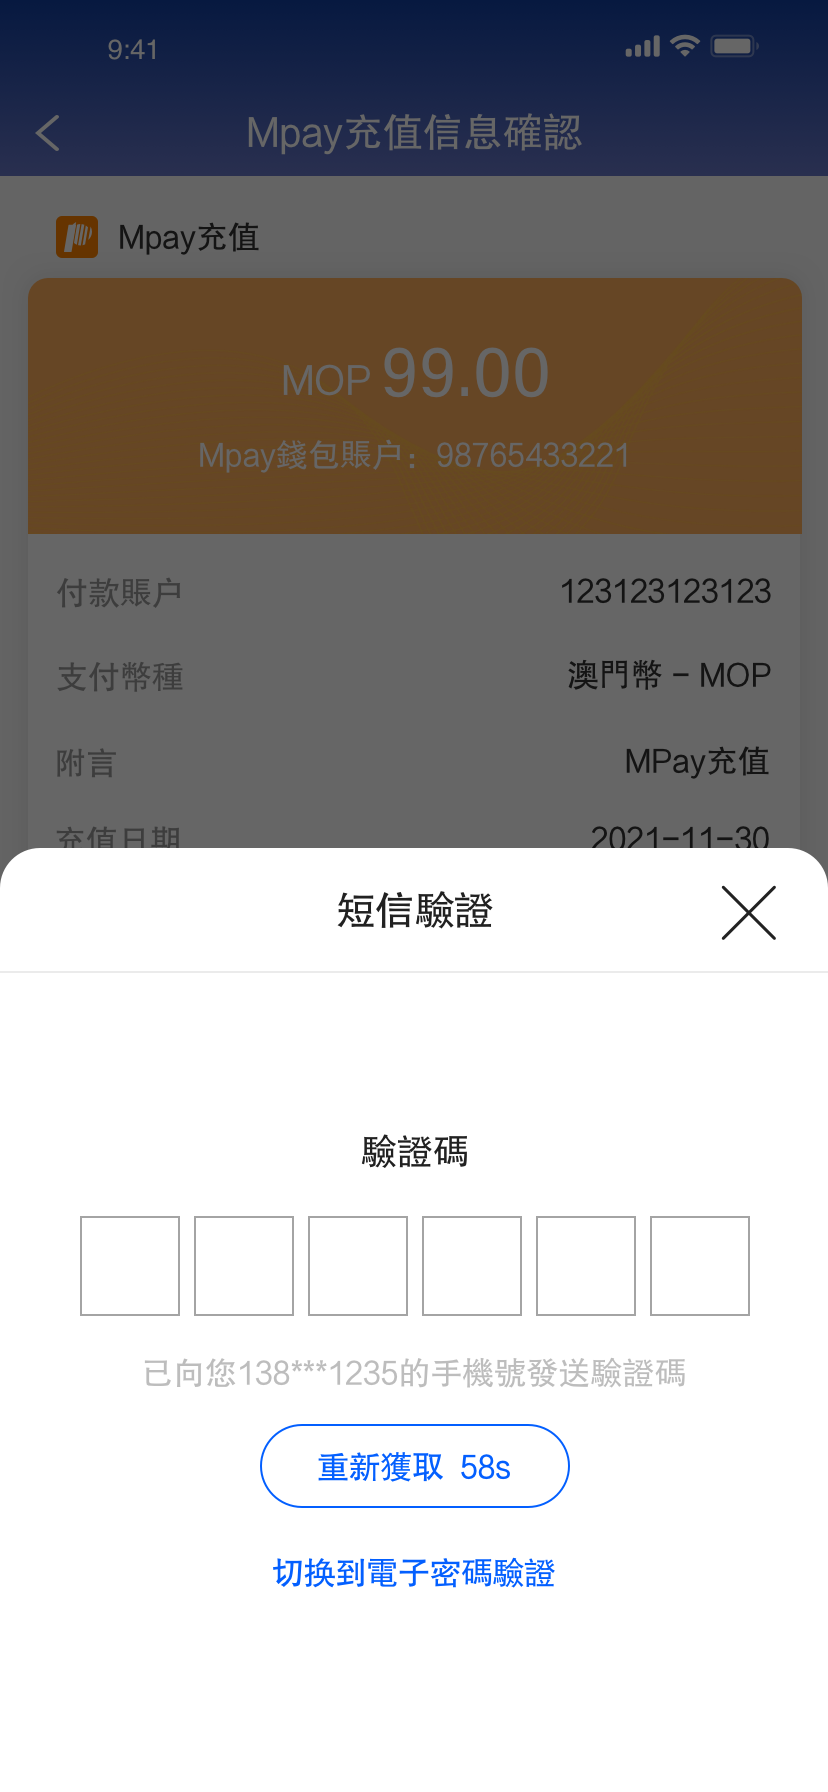 9:41
Mpay充值信息確認
Mpay充值
MOP 99.00
Mpay錢包賬户：98765433221
付款賬户 123123123123
支付幣種 澳門幣 – MOP
附言 MPay充值
充值日期 2021–11–30
短信驗證
驗證碼
已向您138***1235的手機號發送驗證碼
重新獲取 58s
切换到電子密碼驗證